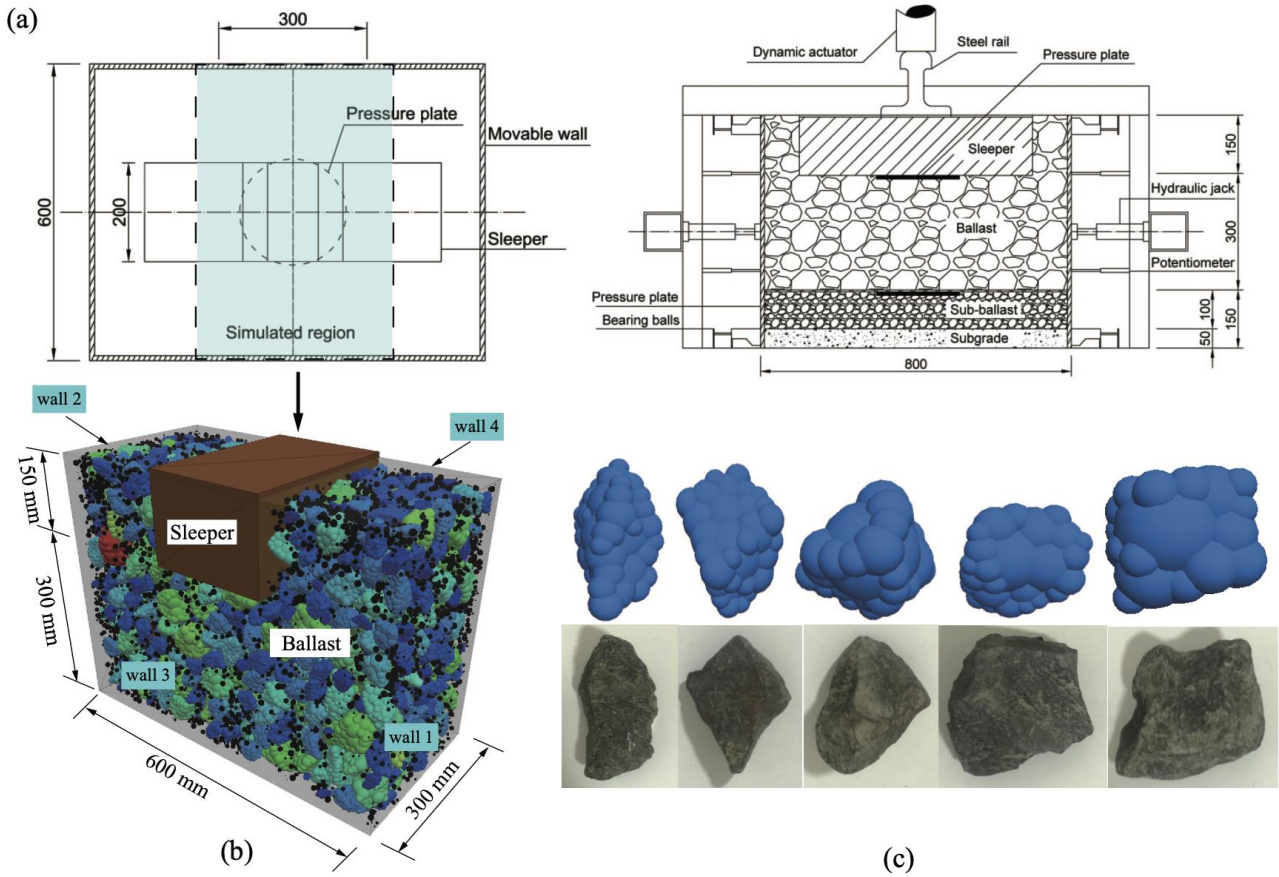 (a)
300
600
200
Pressure plate
Movable wall
Sleeper
Simulated region
Dynamic actuator
Steel rail
Pressure plate
Sleeper
150
Hydraulic jack
Ballast
300
Potentiometer
Pressure plate
Sub-ballast
100
150
Bearing balls
Subgrade
50
800
wall 2
wall 4
150 mm
Sleeper
300 mm
Ballast
wall 3
wall 1
600 mm
300 mm
(b)
(c)